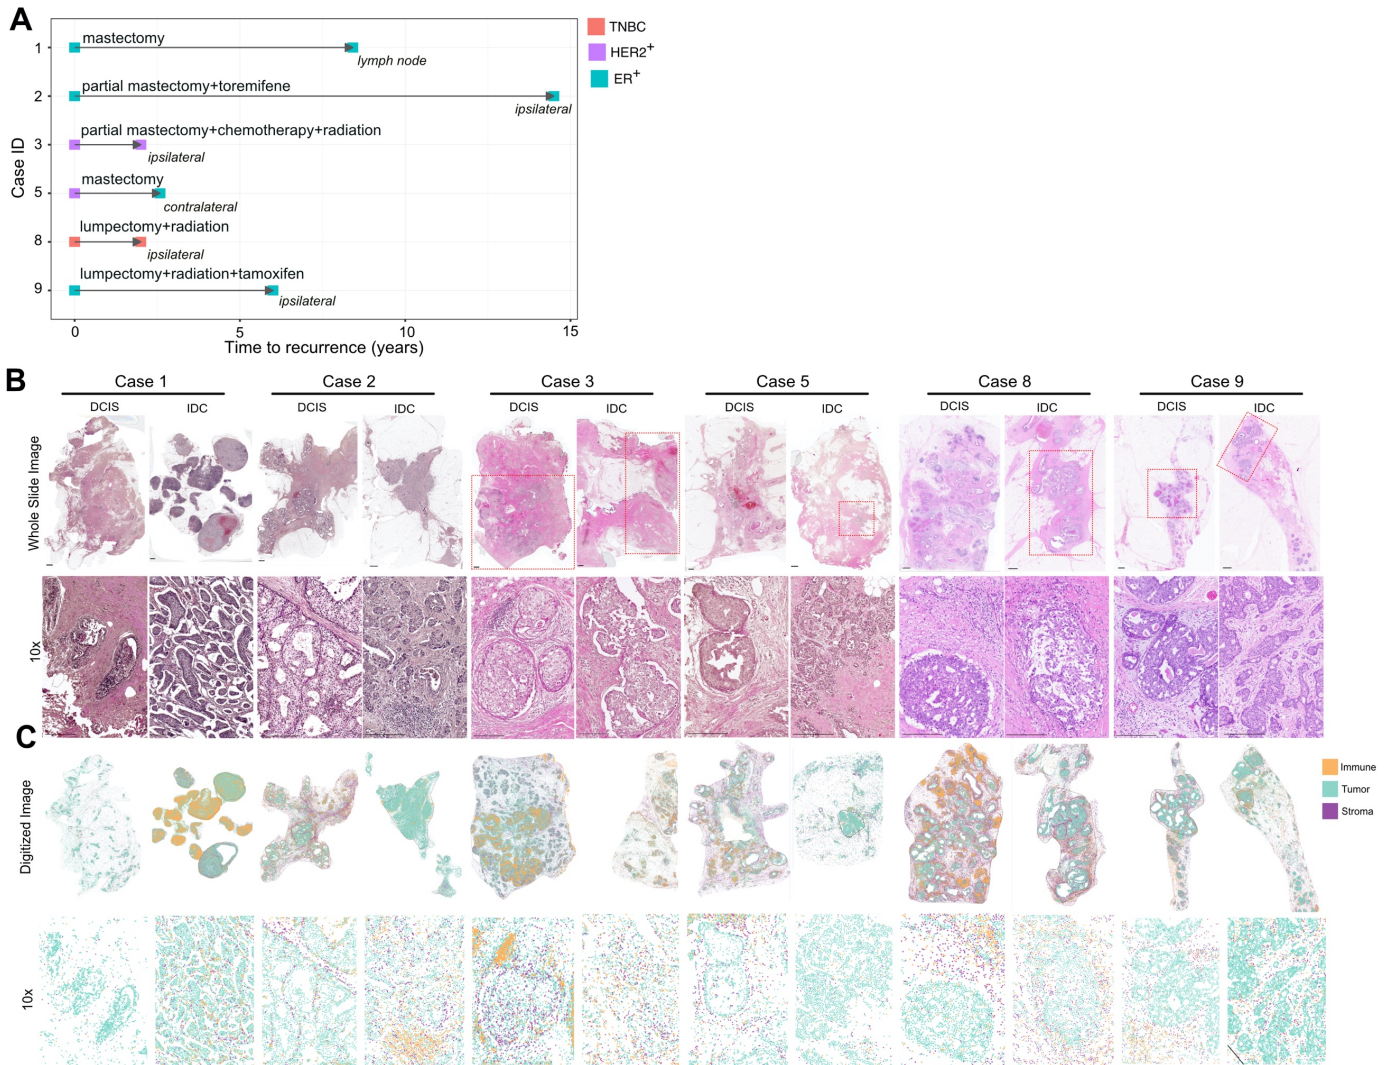 A
TNBC
HER2+
ER+
Case ID
1
mastectomy
lymph node
2
partial mastectomy+toremifene
ipsilateral
3
partial mastectomy+chemotherapy+radiation
ipsilateral
5
mastectomy
contralateral
8
lumpectomy+radiation
ipsilateral
9
lumpectomy+radiation+tamoxifen
ipsilateral
0 5 10 15
Time to recurrence (years)
B
Case 1 Case 2 Case 3 Case 5 Case 8 Case 9
DCIS IDC DCIS IDC DCIS IDC DCIS IDC DCIS IDC DCIS IDC
Whole Slide Image
10x
C
Digitized Image
Immune
Tumor
Stroma
10x